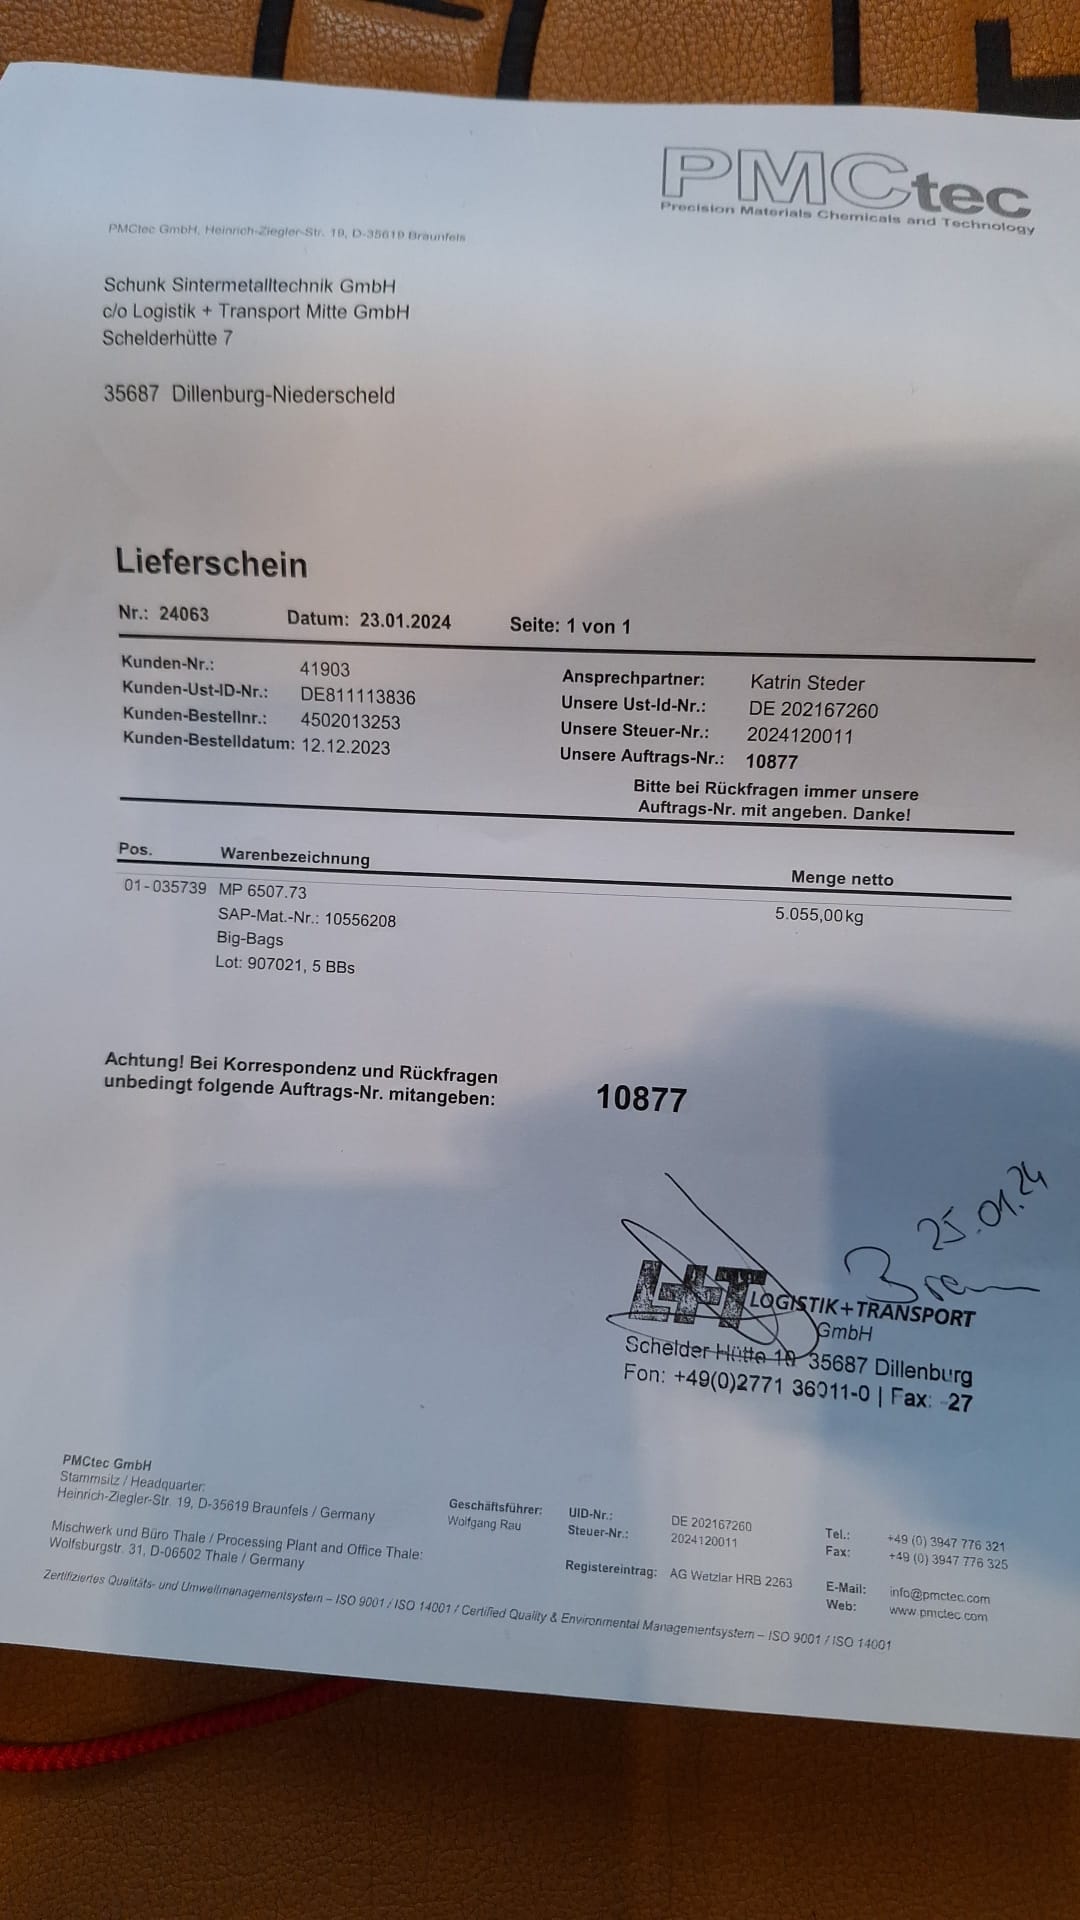 PMCtec
Precision Materials Chemicals and Technology
PMCtec GmbH, Heinrich-Ziegler-Str. 19, D-35619 Braunfels
Schunk Sintermetalltechnik GmbH
c/o Logistik + Transport Mitte GmbH
Schelderhütte 7
35687 Dillenburg-Niederscheld
Lieferschein
Nr.: 24063 Datum: 23.01.2024 Seite: 1 von 1
Kunden-Nr.: 41903
Kunden-Ust-ID-Nr.: DE811113836
Kunden-Bestellnr.: 4502013253
Kunden-Bestelldatum: 12.12.2023
Ansprechpartner: Katrin Steder
Unsere Ust-Id-Nr.: DE 202167260
Unsere Steuer-Nr.: 2024120011
Unsere Auftrags-Nr.: 10877
Bitte bei Rückfragen immer unsere
Auftrags-Nr. mit angeben. Danke!
Pos. Warenbezeichnung Menge netto
01-035739 MP 6507.73 5.055,00kg
SAP-Mat.-Nr.: 10556208
Big-Bags
Lot: 907021, 5 BBs
Achtung! Bei Korrespondenz und Rückfragen
unbedingt folgende Auftrags-Nr. mitangeben: 10877
25.01.24
L+T LOGISTIK+TRANSPORT
GmbH
Schelder Hütte 10 35687 Dillenburg
Fon: +49(0)2771 36011-0 | Fax: -27
PMCtec GmbH
Stammsitz / Headquarter:
Heinrich-Ziegler-Str. 19, D-35619 Braunfels / Germany
Mischwerk und Büro Thale / Processing Plant and Office Thale:
Wolfsburgstr. 31, D-06502 Thale / Germany
Geschäftsführer:
Wolfgang Rau
UID-Nr.: DE 202167260
Steuer-Nr.: 2024120011
Registereintrag: AG Wetzlar HRB 2263
Tel.: +49 (0) 3947 776 321
Fax: +49 (0) 3947 776 325
E-Mail: info@pmctec.com
Web: www.pmctec.com
Zertifiziertes Qualitäts- und Umweltmanagementsystem – ISO 9001 / ISO 14001 / Certified Quality & Environmental Managementsystem – ISO 9001 / ISO 14001